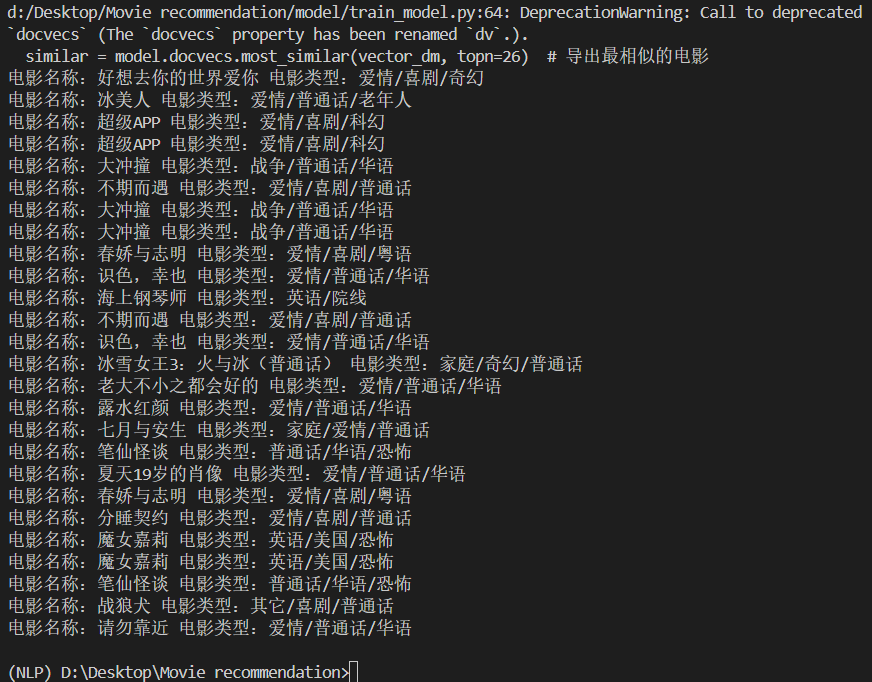 d:/Desktop/Movie recommendation/model/train_model.py:64: DeprecationWarning: Call to deprecated
`docvecs` (The `docvecs` property has been renamed `dv`.).
  similar = model.docvecs.most_similar(vector_dm, topn=26)  # 导出最相似的电影
电影名称：好想去你的世界爱你 电影类型：爱情/喜剧/奇幻
电影名称：冰美人 电影类型：爱情/普通话/老年人
电影名称：超级APP 电影类型：爱情/喜剧/科幻
电影名称：超级APP 电影类型：爱情/喜剧/科幻
电影名称：大冲撞 电影类型：战争/普通话/华语
电影名称：不期而遇 电影类型：爱情/喜剧/普通话
电影名称：大冲撞 电影类型：战争/普通话/华语
电影名称：大冲撞 电影类型：战争/普通话/华语
电影名称：春娇与志明 电影类型：爱情/喜剧/粤语
电影名称：识色，幸也 电影类型：爱情/普通话/华语
电影名称：海上钢琴师 电影类型：英语/院线
电影名称：不期而遇 电影类型：爱情/喜剧/普通话
电影名称：识色，幸也 电影类型：爱情/普通话/华语
电影名称：冰雪女王3：火与冰（普通话） 电影类型：家庭/奇幻/普通话
电影名称：老大不小之都会好的 电影类型：爱情/普通话/华语
电影名称：露水红颜 电影类型：爱情/普通话/华语
电影名称：七月与安生 电影类型：家庭/爱情/普通话
电影名称：笔仙怪谈 电影类型：普通话/华语/恐怖
电影名称：夏天19岁的肖像 电影类型：爱情/普通话/华语
电影名称：春娇与志明 电影类型：爱情/喜剧/粤语
电影名称：分睡契约 电影类型：爱情/喜剧/普通话
电影名称：魔女嘉莉 电影类型：英语/美国/恐怖
电影名称：魔女嘉莉 电影类型：英语/美国/恐怖
电影名称：笔仙怪谈 电影类型：普通话/华语/恐怖
电影名称：战狼犬 电影类型：其它/喜剧/普通话
电影名称：请勿靠近 电影类型：爱情/普通话/华语
(NLP) D:\Desktop\Movie recommendation>